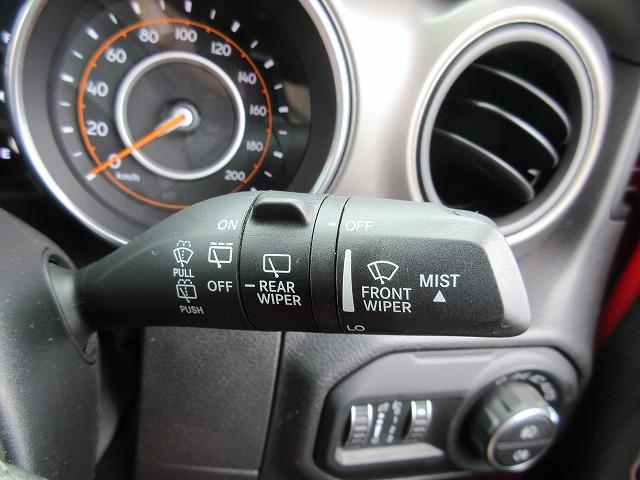 F
E
0
20
40
60
80
100
120
140
160
180
200
km/h
ON
OFF
PULL
PUSH
OFF
REAR
WIPER
FRONT
WIPER
MIST
LO